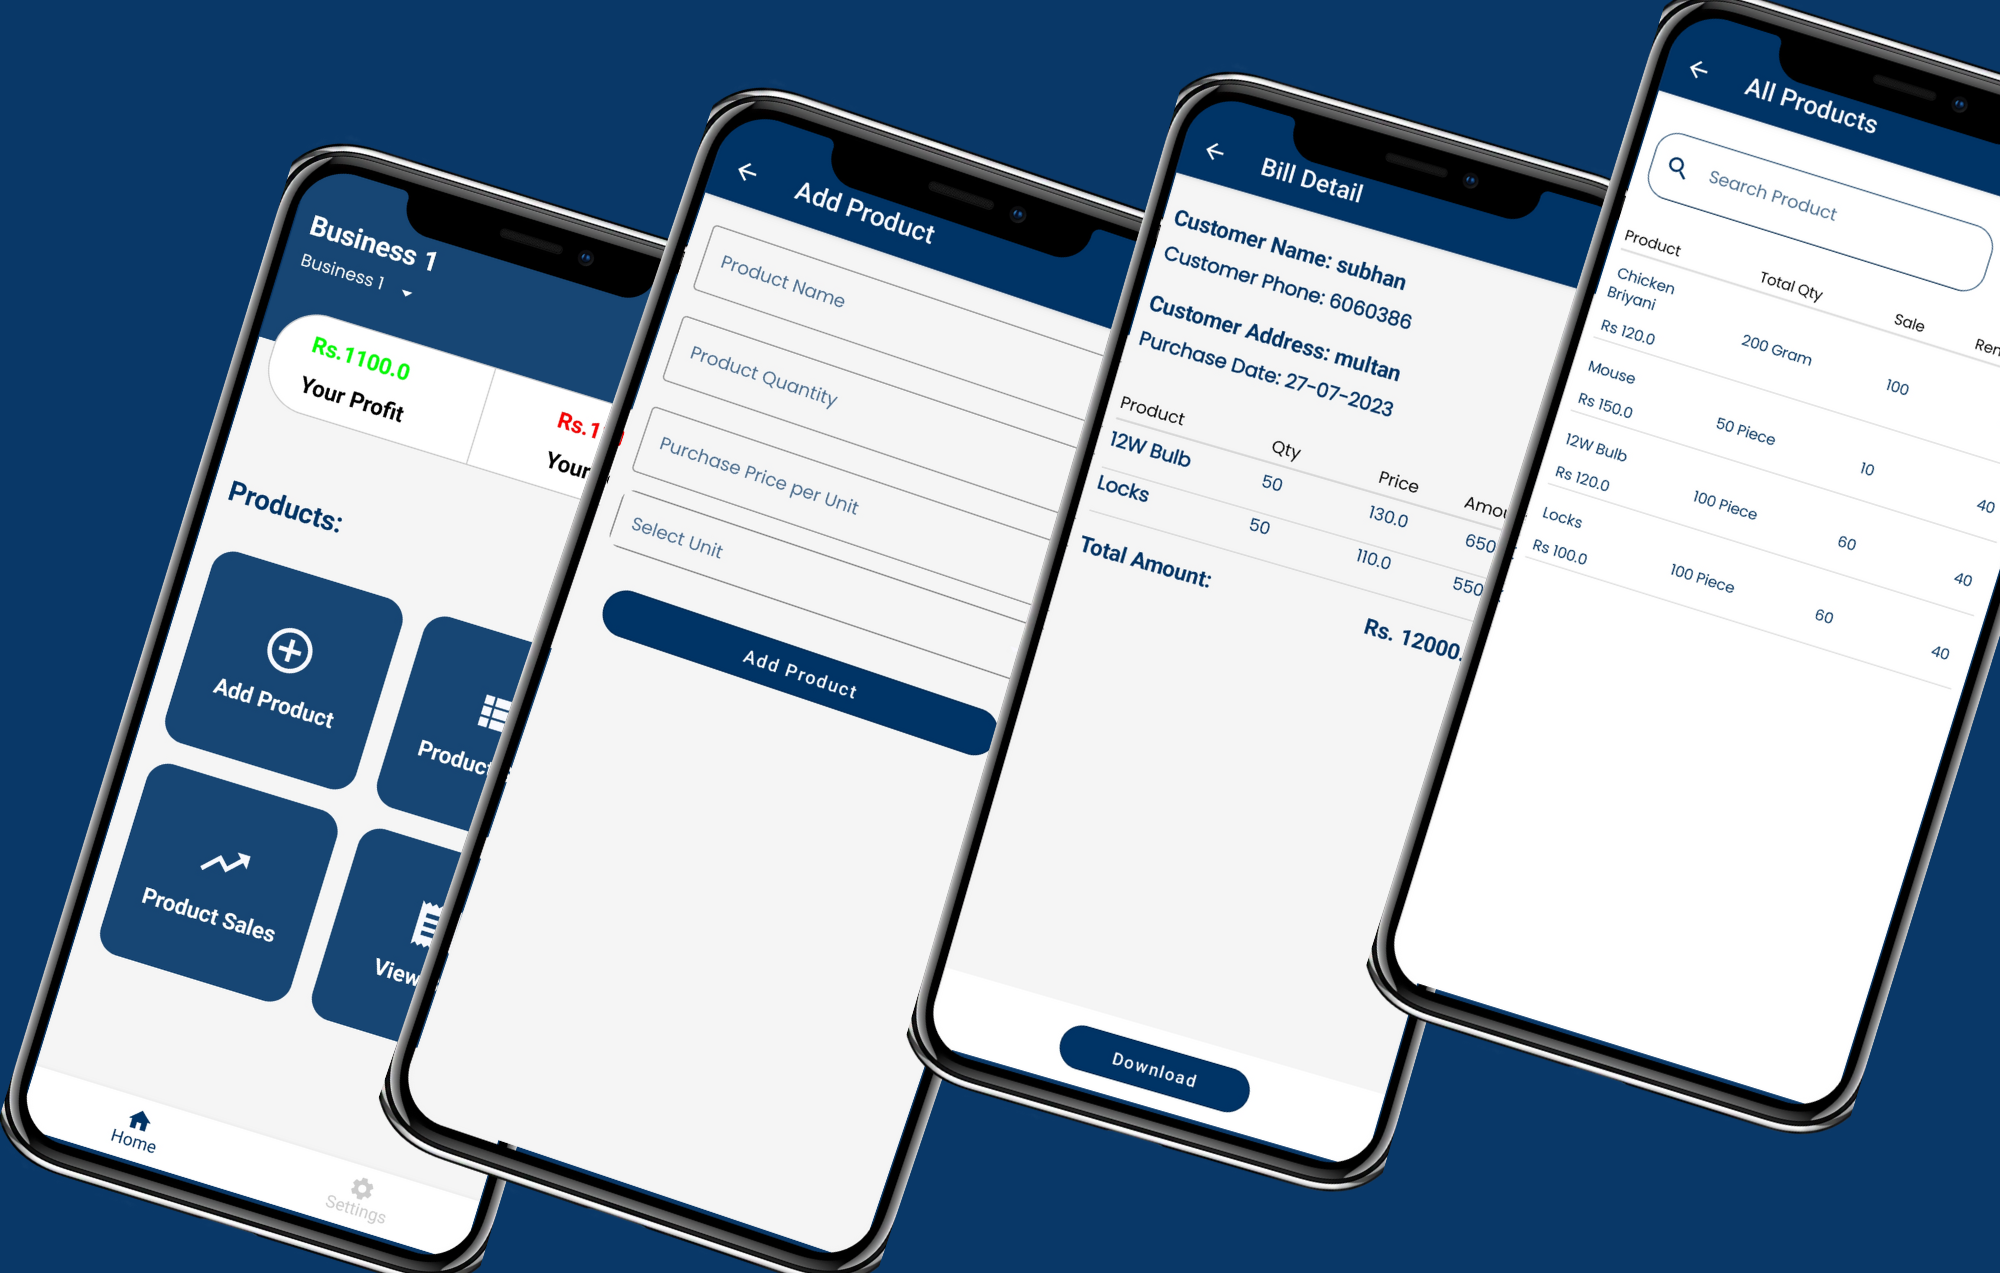 Business 1
Business 1
Rs.1100.0
Your Profit
Your
Products:
Add Product
Product Sales
View
Home
Settings
Add Product
Product Name
Product Quantity
Purchase Price per Unit
Select Unit
Add Product
Bill Detail
Customer Name: subhan
Customer Phone: 6060386
Customer Address: multan
Purchase Date: 27-07-2023
Product Qty Price
12W Bulb 50 130.0 650
Locks 50 110.0 550
Total Amount:
Rs. 12000.
Download
All Products
Search Product
Product Total Qty Sale
Chicken
Briyani
Rs 120.0 200 Gram 100
Mouse
Rs 150.0 50 Piece 10 40
12W Bulb
Rs 120.0 100 Piece 60 40
Locks
Rs 100.0 100 Piece 60 40